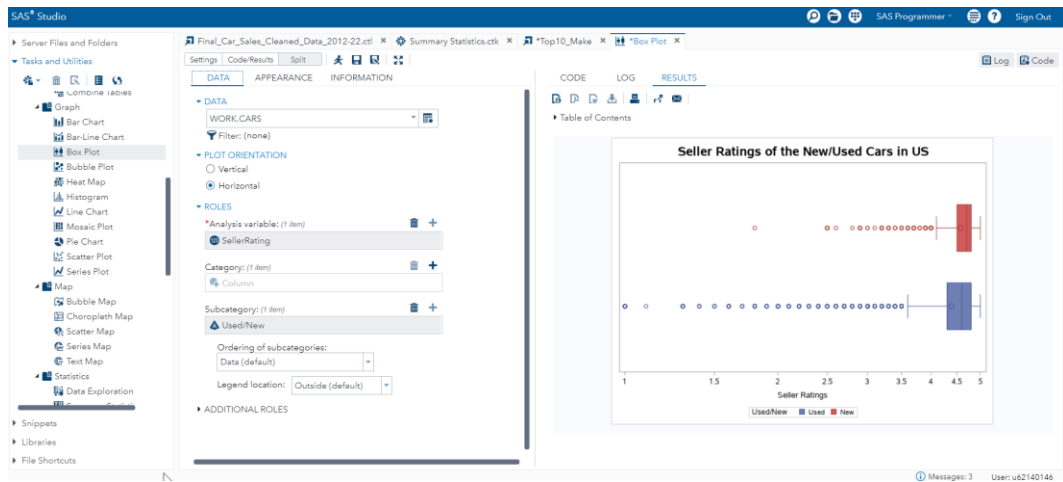 SAS® Studio
SAS Programmer
Sign Out
Server Files and Folders
Tasks and Utilities
Combine Tables
Graph
Bar Chart
Bar-Line Chart
Box Plot
Bubble Plot
Heat Map
Histogram
Line Chart
Mosaic Plot
Pie Chart
Scatter Plot
Series Plot
Map
Bubble Map
Choropleth Map
Scatter Map
Series Map
Text Map
Statistics
Data Exploration
Snippets
Libraries
File Shortcuts
Final_Car_Sales_Cleaned_Data_2012-22.ctl × Summary Statistics.ctk × *Top10_Make × *Box Plot ×
Settings Code/Results Split
Log Code
DATA APPEARANCE INFORMATION
DATA
WORK.CARS
Filter: (none)
PLOT ORIENTATION
Vertical
Horizontal
ROLES
*Analysis variable: (1 item)
SellerRating
Category: (1 item)
Column
Subcategory: (1 item)
Used/New
Ordering of subcategories:
Data (default)
Legend location: Outside (default)
ADDITIONAL ROLES
CODE LOG RESULTS
Table of Contents
Seller Ratings of the New/Used Cars in US
1 1.5 2 2.5 3 3.5 4 4.5 5
Seller Ratings
Used/New Used New
Messages: 3 User: u62140146